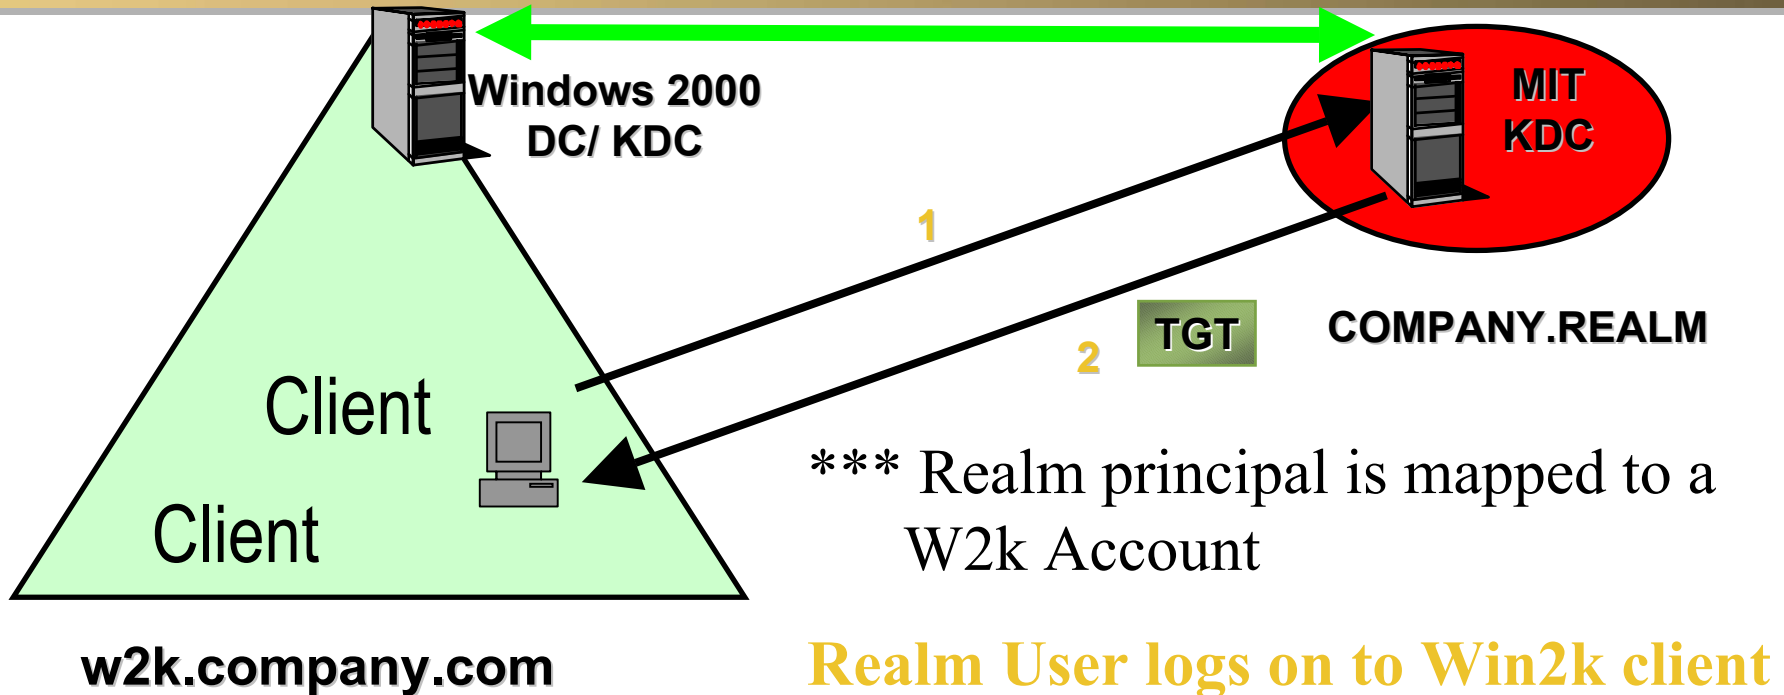 Windows 2000
DC/ KDC
MIT
KDC
1
TGT
2
COMPANY.REALM
Client
Client
*** Realm principal is mapped to a
W2k Account
w2k.company.com
Realm User logs on to Win2k client